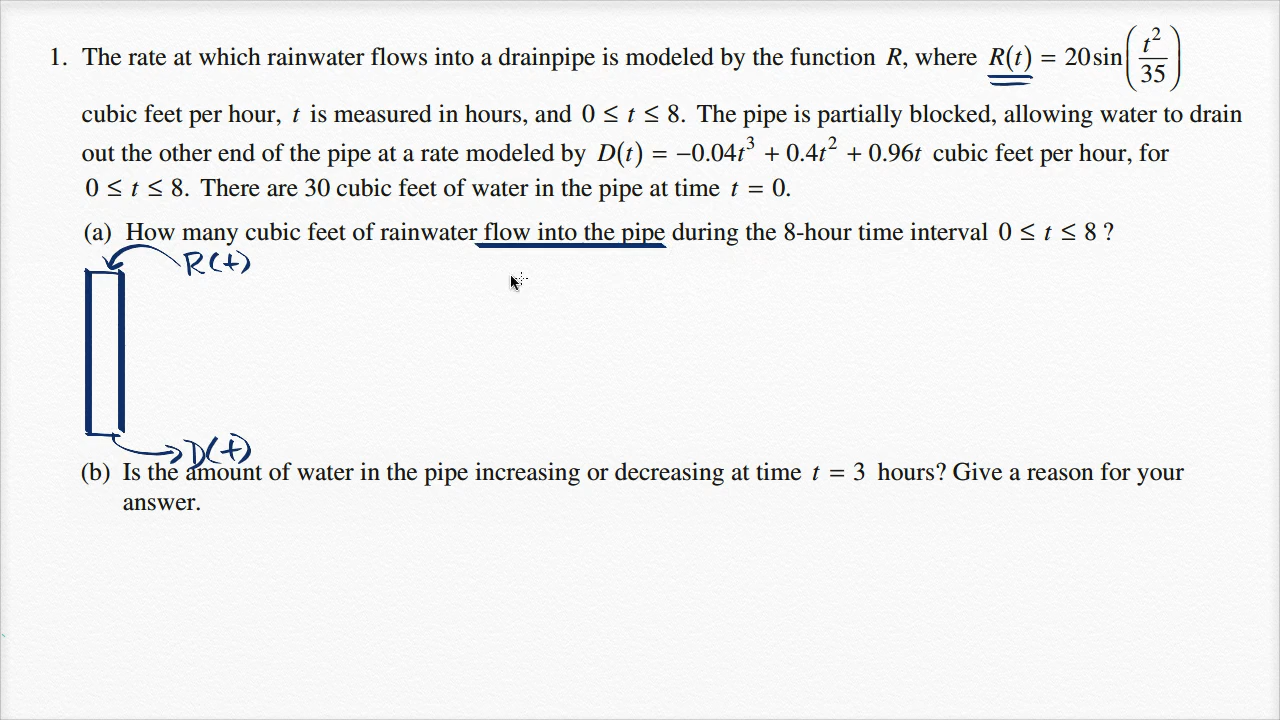 1. The rate at which rainwater flows into a drainpipe is modeled by the function R, where R(t) = 20sin(t²/35)
cubic feet per hour, t is measured in hours, and 0 ≤ t ≤ 8. The pipe is partially blocked, allowing water to drain
out the other end of the pipe at a rate modeled by D(t) = −0.04t³ + 0.4t² + 0.96t cubic feet per hour, for
0 ≤ t ≤ 8. There are 30 cubic feet of water in the pipe at time t = 0.
(a) How many cubic feet of rainwater flow into the pipe during the 8-hour time interval 0 ≤ t ≤ 8 ?
R(t)
D(t)
(b) Is the amount of water in the pipe increasing or decreasing at time t = 3 hours? Give a reason for your
answer.